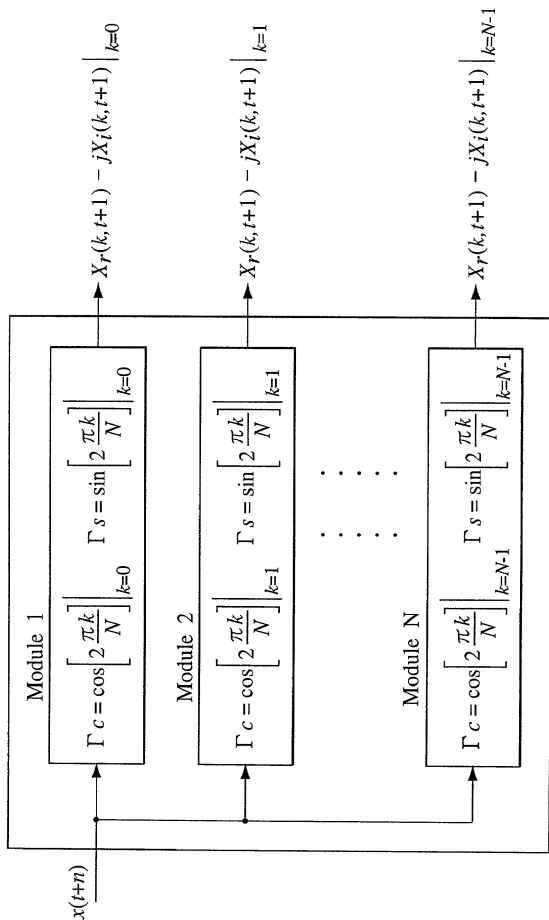 x(t+n)
Module 1
Γc = cos[2 πk/N]|k=0   Γs = sin[2 πk/N]|k=0
Xr(k,t+1) − jXi(k,t+1)|k=0
Module 2
Γc = cos[2 πk/N]|k=1   Γs = sin[2 πk/N]|k=1
Xr(k,t+1) − jXi(k,t+1)|k=1
. . . . .   . . . . .
Module N
Γc = cos[2 πk/N]|k=N-1   Γs = sin[2 πk/N]|k=N-1
Xr(k,t+1) − jXi(k,t+1)|k=N-1